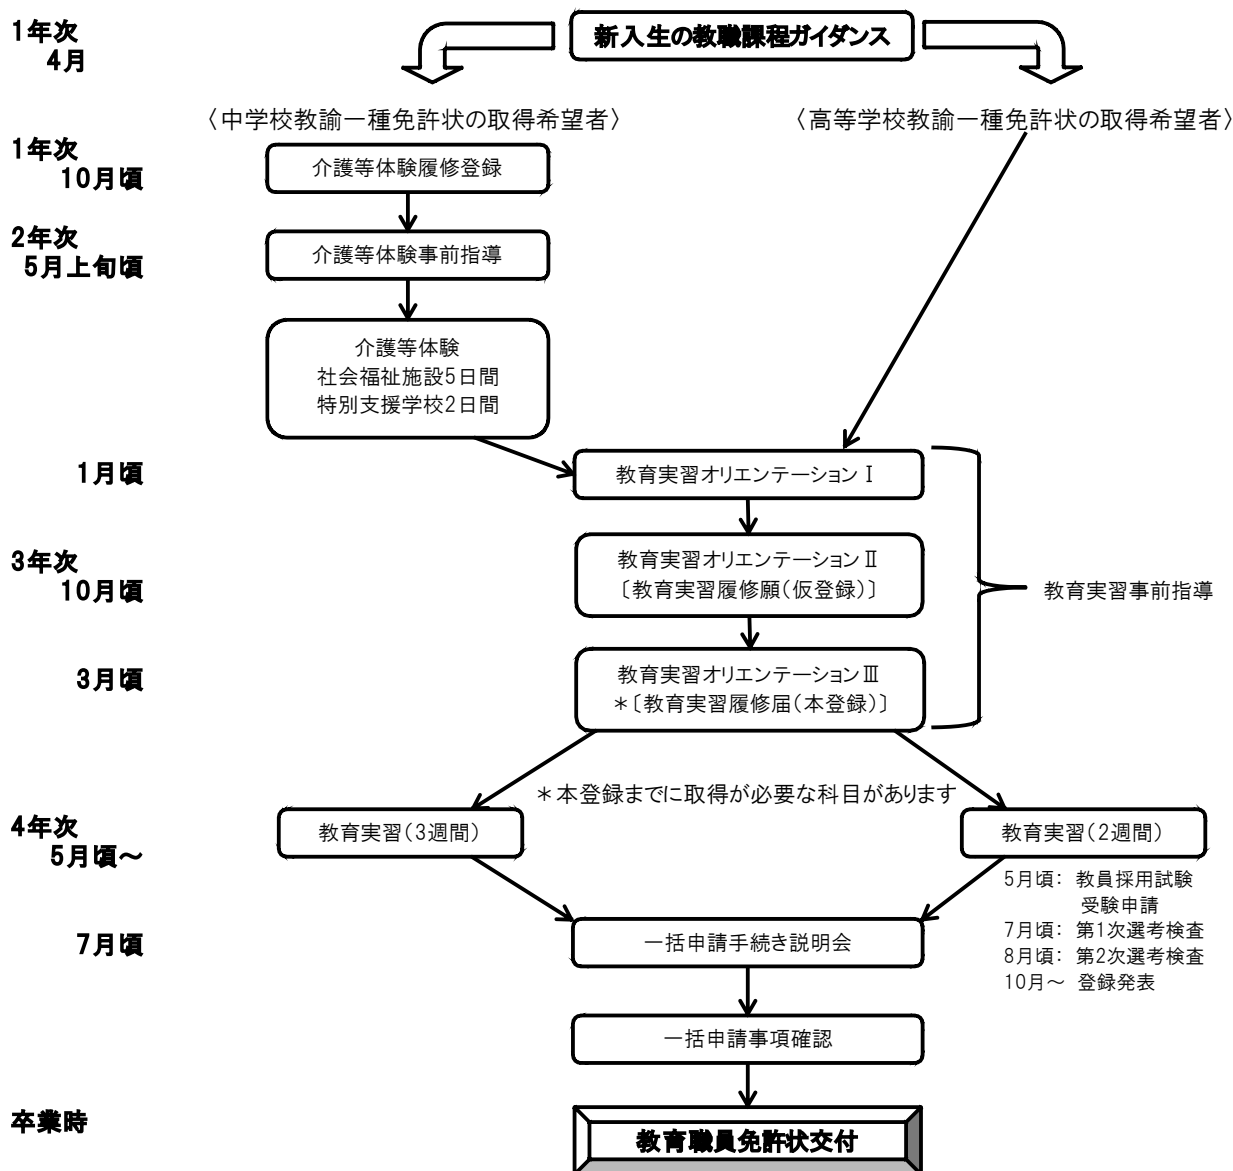 1年次
4月
新入生の教職課程ガイダンス
〈中学校教諭一種免許状の取得希望者〉
〈高等学校教諭一種免許状の取得希望者〉
1年次
10月頃
介護等体験履修登録
2年次
5月上旬頃
介護等体験事前指導
介護等体験
社会福祉施設5日間
特別支援学校2日間
1月頃
教育実習オリエンテーションⅠ
3年次
10月頃
教育実習オリエンテーションⅡ
〔教育実習履修願(仮登録)〕
教育実習事前指導
3月頃
教育実習オリエンテーションⅢ
＊〔教育実習履修届(本登録)〕
＊本登録までに取得が必要な科目があります
4年次
5月頃～
教育実習(3週間)
教育実習(2週間)
5月頃: 教員採用試験
受験申請
7月頃: 第1次選考検査
8月頃: 第2次選考検査
10月～ 登録発表
7月頃
一括申請手続き説明会
一括申請事項確認
卒業時
教育職員免許状交付